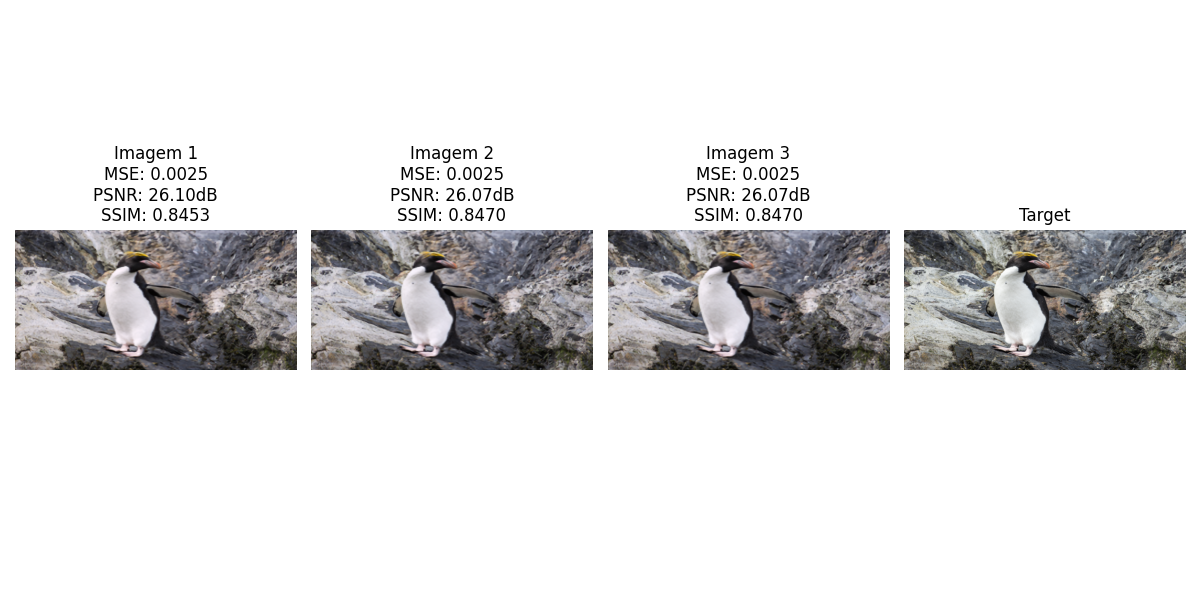 Imagem 1
MSE: 0.0025
PSNR: 26.10dB
SSIM: 0.8453
Imagem 2
MSE: 0.0025
PSNR: 26.07dB
SSIM: 0.8470
Imagem 3
MSE: 0.0025
PSNR: 26.07dB
SSIM: 0.8470
Target